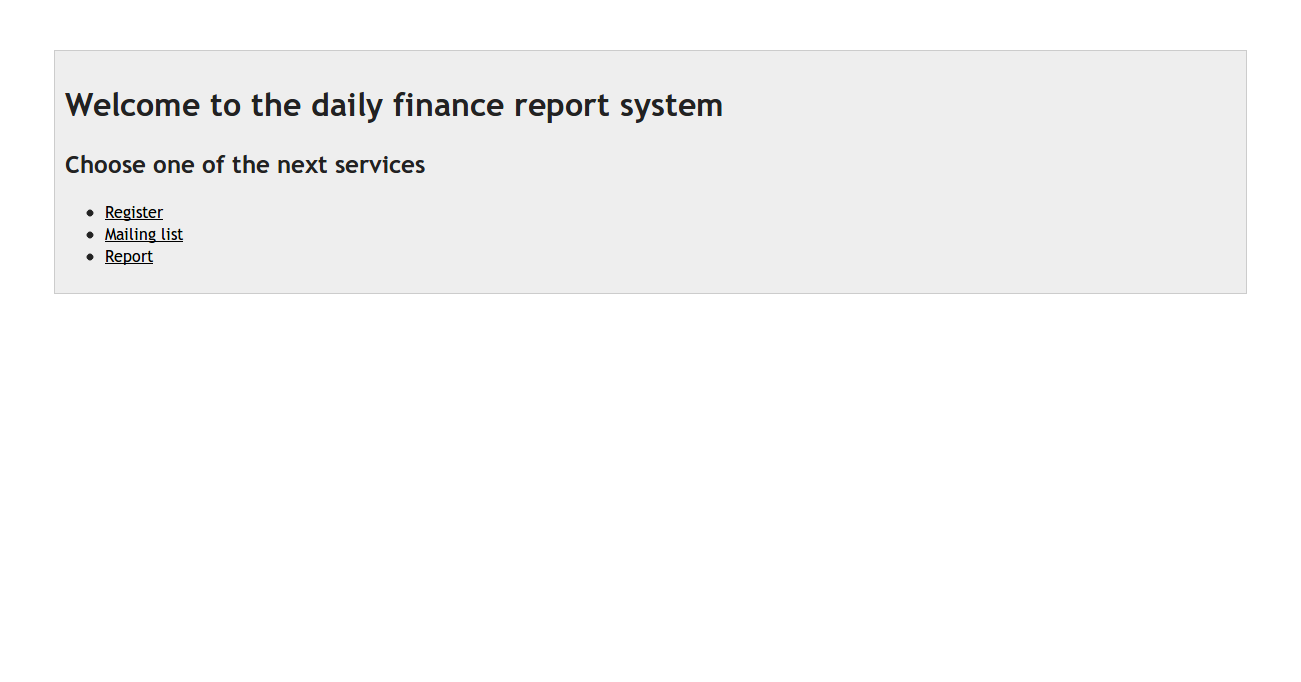 Welcome to the daily finance report system
Choose one of the next services
Register
Mailing list
Report